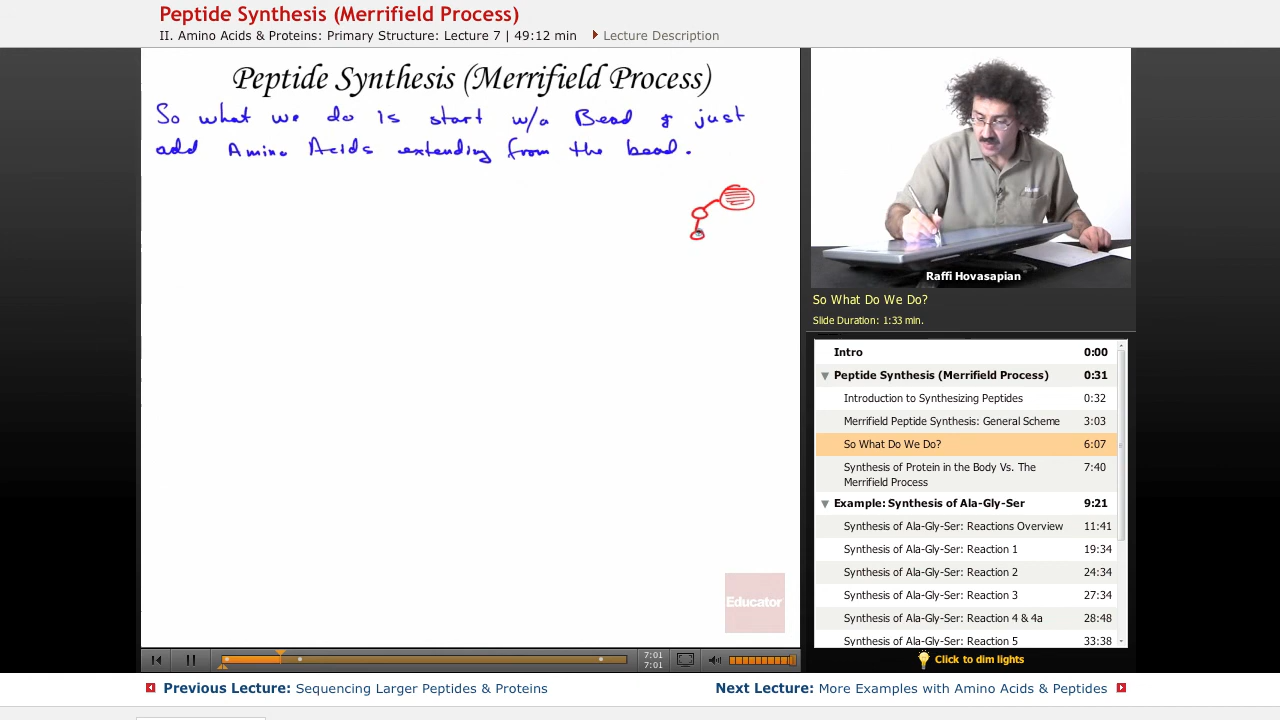 Peptide Synthesis (Merrifield Process)
II. Amino Acids & Proteins: Primary Structure: Lecture 7 | 49:12 min
Lecture Description
Peptide Synthesis (Merrifield Process)
So what we do is start w/a Bead & just
add Amino Acids extending from the bead.
Educator
7:01
7:01
Raffi Hovasapian
So What Do We Do?
Slide Duration: 1:33 min.
Intro 0:00
Peptide Synthesis (Merrifield Process) 0:31
Introduction to Synthesizing Peptides 0:32
Merrifield Peptide Synthesis: General Scheme 3:03
So What Do We Do? 6:07
Synthesis of Protein in the Body Vs. The 7:40
Merrifield Process
Example: Synthesis of Ala-Gly-Ser 9:21
Synthesis of Ala-Gly-Ser: Reactions Overview 11:41
Synthesis of Ala-Gly-Ser: Reaction 1 19:34
Synthesis of Ala-Gly-Ser: Reaction 2 24:34
Synthesis of Ala-Gly-Ser: Reaction 3 27:34
Synthesis of Ala-Gly-Ser: Reaction 4 & 4a 28:48
Synthesis of Ala-Gly-Ser: Reaction 5 33:38
Click to dim lights
Previous Lecture: Sequencing Larger Peptides & Proteins
Next Lecture: More Examples with Amino Acids & Peptides